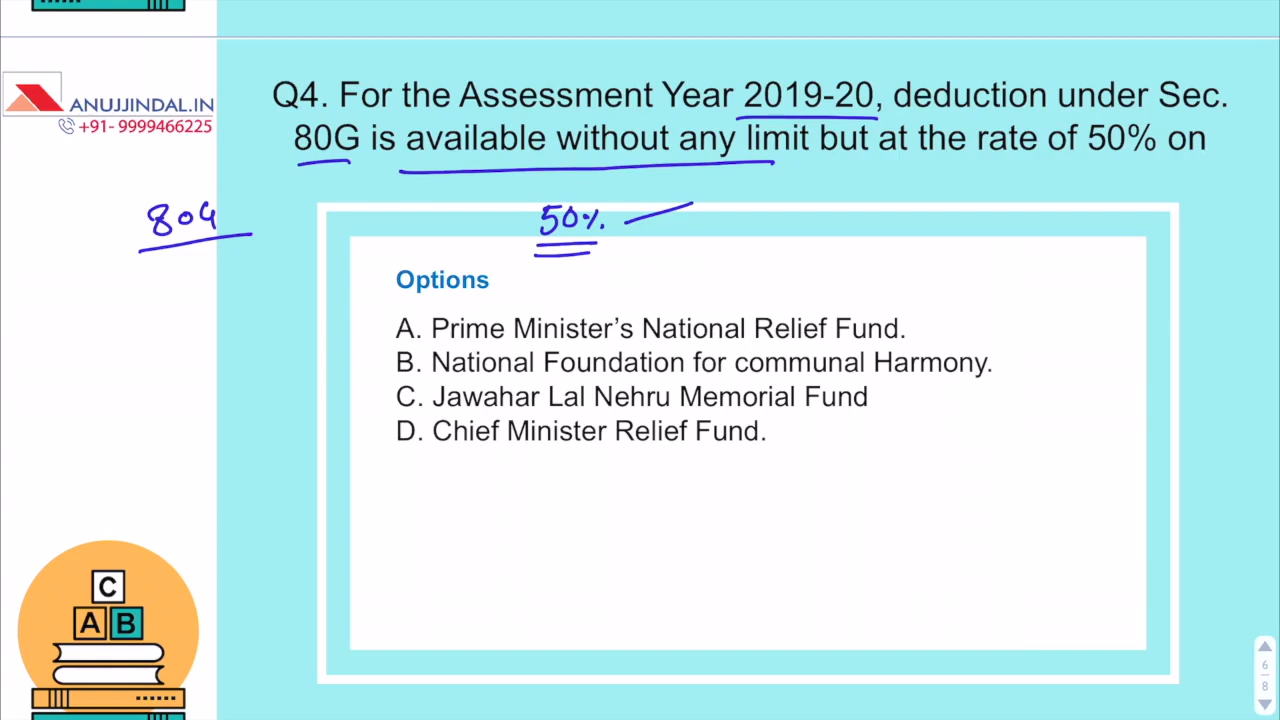 ANUJJINDAL.IN
+91- 9999466225
Q4. For the Assessment Year 2019-20, deduction under Sec.
80G is available without any limit but at the rate of 50% on
80G
50%
Options
A. Prime Minister’s National Relief Fund.
B. National Foundation for communal Harmony.
C. Jawahar Lal Nehru Memorial Fund
D. Chief Minister Relief Fund.
C
A B
6
8